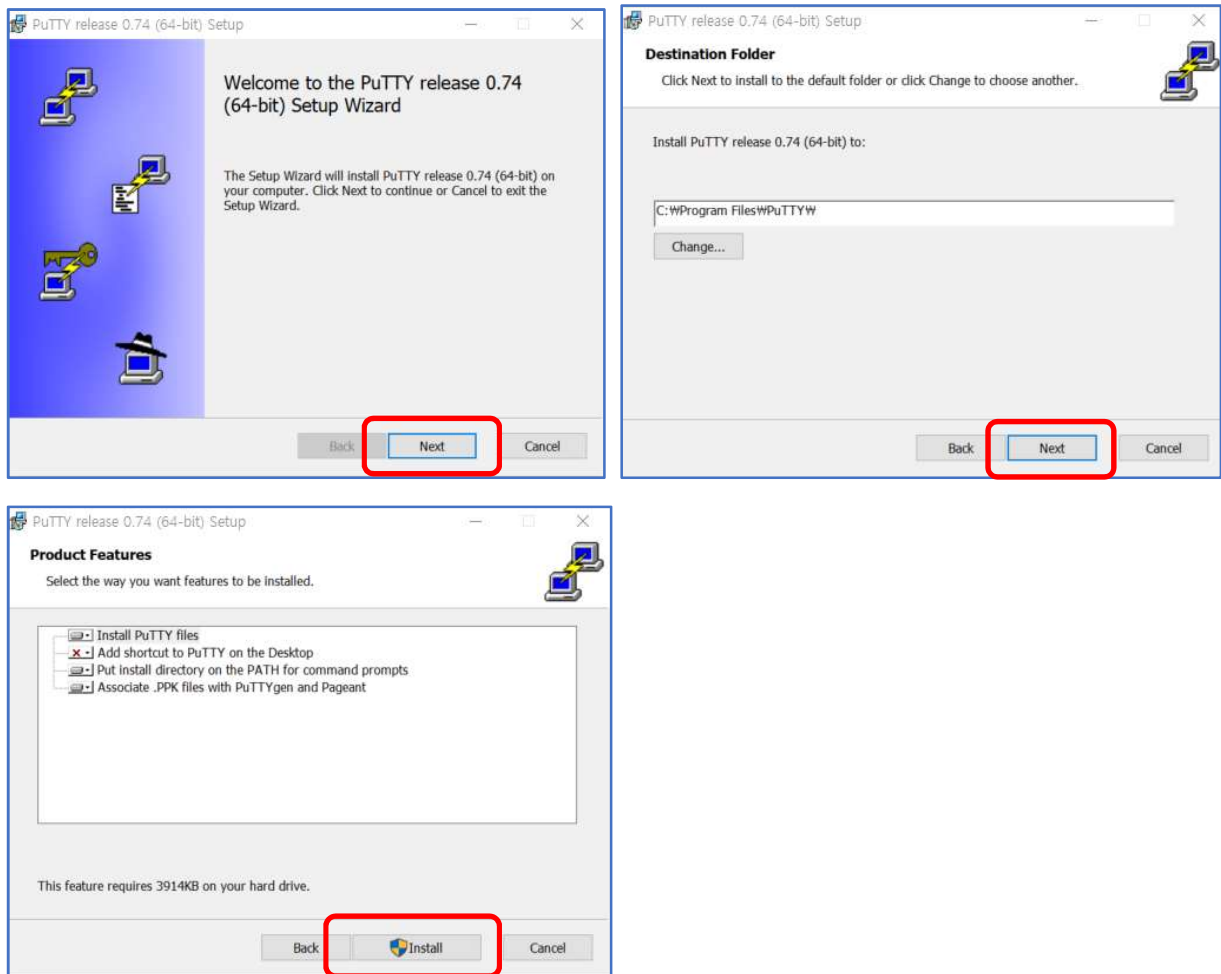 PuTTY release 0.74 (64-bit) Setup
Welcome to the PuTTY release 0.74
(64-bit) Setup Wizard
The Setup Wizard will install PuTTY release 0.74 (64-bit) on
your computer. Click Next to continue or Cancel to exit the
Setup Wizard.
Back Next Cancel
PuTTY release 0.74 (64-bit) Setup
Destination Folder
Click Next to install to the default folder or click Change to choose another.
Install PuTTY release 0.74 (64-bit) to:
C:₩Program Files₩PuTTY₩
Change...
Back Next Cancel
PuTTY release 0.74 (64-bit) Setup
Product Features
Select the way you want features to be installed.
Install PuTTY files
Add shortcut to PuTTY on the Desktop
Put install directory on the PATH for command prompts
Associate .PPK files with PuTTYgen and Pageant
This feature requires 3914KB on your hard drive.
Back Install Cancel